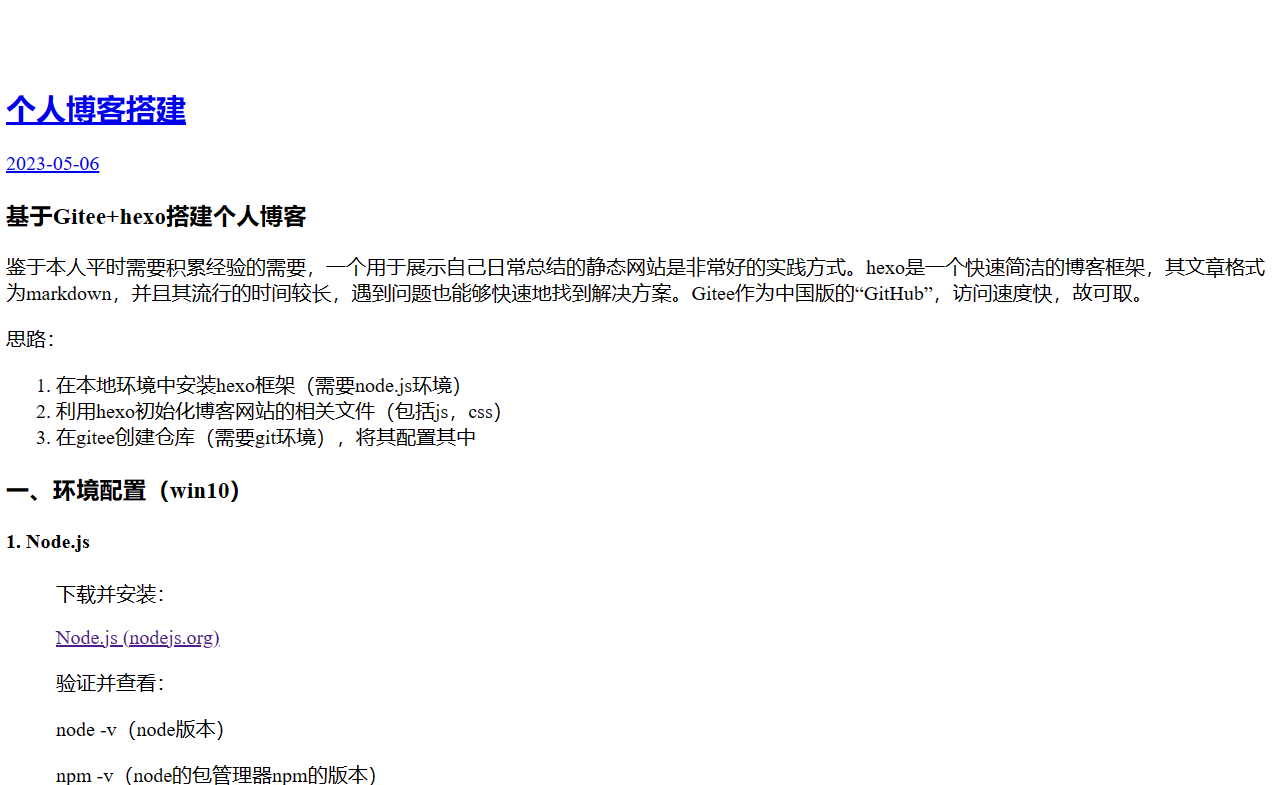 个人博客搭建
2023-05-06
基于Gitee+hexo搭建个人博客
鉴于本人平时需要积累经验的需要，一个用于展示自己日常总结的静态网站是非常好的实践方式。hexo是一个快速简洁的博客框架，其文章格式
为markdown，并且其流行的时间较长，遇到问题也能够快速地找到解决方案。Gitee作为中国版的“GitHub”，访问速度快，故可取。
思路：
1. 在本地环境中安装hexo框架（需要node.js环境）
2. 利用hexo初始化博客网站的相关文件（包括js，css）
3. 在gitee创建仓库（需要git环境），将其配置其中
一、环境配置（win10）
1. Node.js
下载并安装：
Node.js (nodejs.org)
验证并查看：
node -v（node版本）
npm -v（node的包管理器npm的版本）